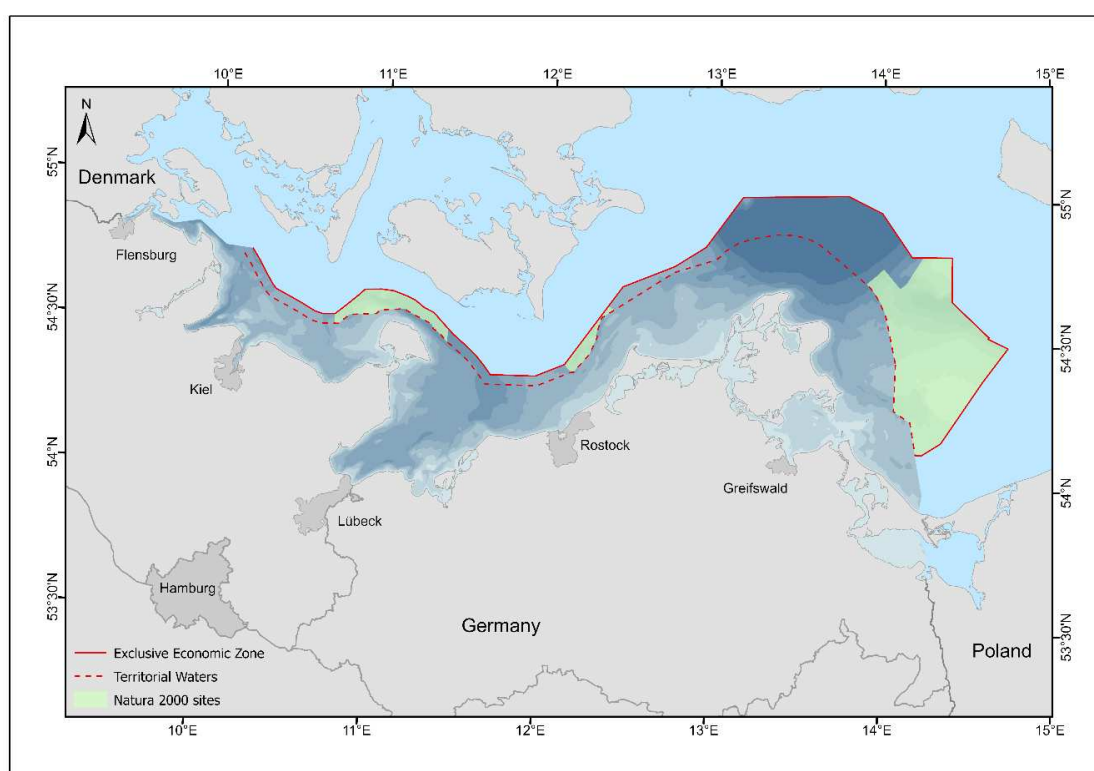 10°E 11°E 12°E 13°E 14°E 15°E
N
55°N
Denmark
55°N
Flensburg
54°30'N
54°30'N
Kiel
Rostock
54°N
Greifswald
54°N
Lübeck
Hamburg
53°30'N
Germany
53°30'N
Poland
Exclusive Economic Zone
Territorial Waters
Natura 2000 sites
10°E 11°E 12°E 13°E 14°E 15°E